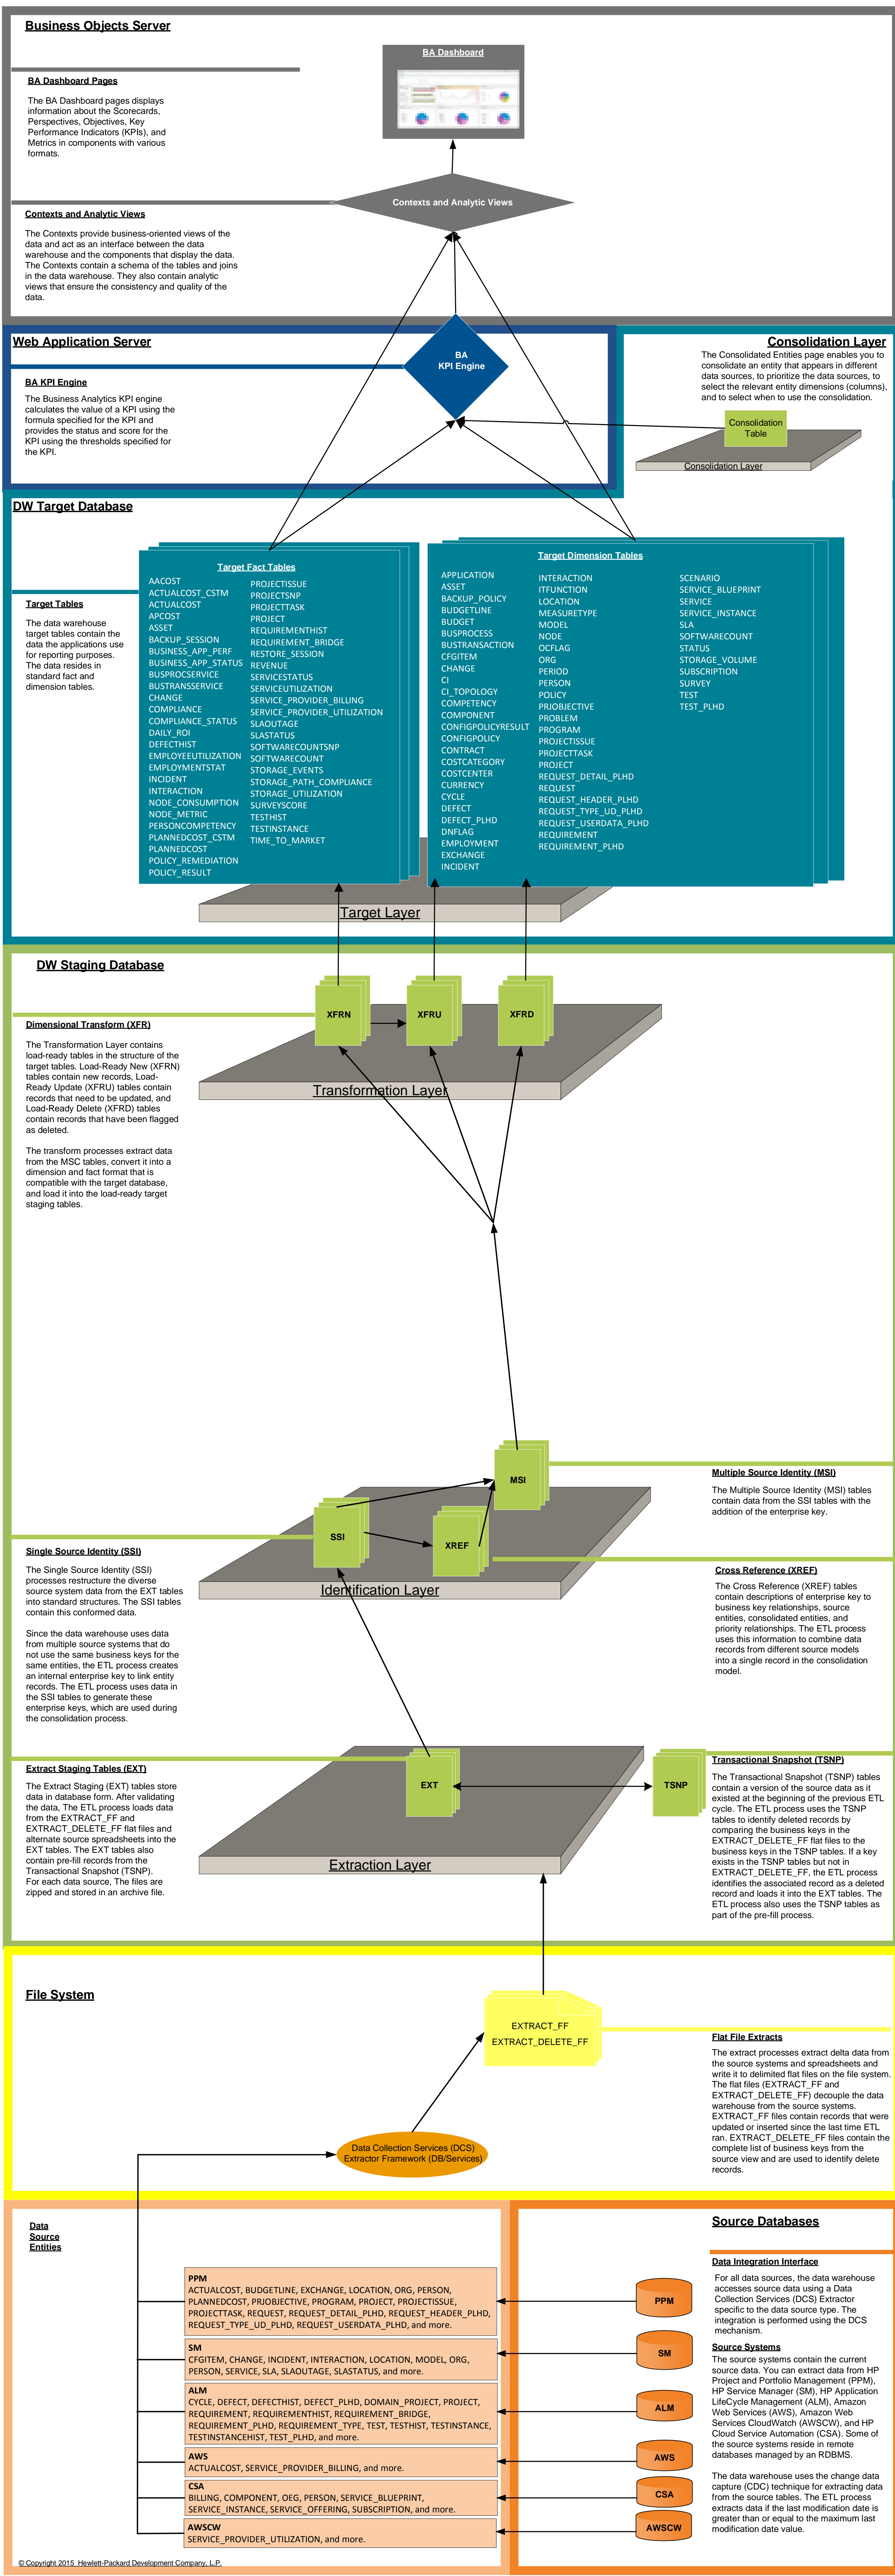 Business Objects Server
BA Dashboard
BA Dashboard Pages
The BA Dashboard pages displays
information about the Scorecards,
Perspectives, Objectives, Key
Performance Indicators (KPIs), and
Metrics in components with various
formats.
Contexts and Analytic Views
Contexts and Analytic Views
The Contexts provide business-oriented views of the
data and act as an interface between the data
warehouse and the components that display the data.
The Contexts contain a schema of the tables and joins
in the data warehouse. They also contain analytic
views that ensure the consistency and quality of the
data.
Web Application Server
BA
KPI Engine
BA KPI Engine
The Business Analytics KPI engine
calculates the value of a KPI using the
formula specified for the KPI and
provides the status and score for the
KPI using the thresholds specified for
the KPI.
Consolidation Layer
The Consolidated Entities page enables you to
consolidate an entity that appears in different
data sources, to prioritize the data sources, to
select the relevant entity dimensions (columns),
and to select when to use the consolidation.
Consolidation
Table
Consolidation Layer
DW Target Database
Target Tables
The data warehouse
target tables contain the
data the applications use
for reporting purposes.
The data resides in
standard fact and
dimension tables.
Target Fact Tables
AACOST
ACTUALCOST_CSTM
ACTUALCOST
APCOST
ASSET
BACKUP_SESSION
BUSINESS_APP_PERF
BUSINESS_APP_STATUS
BUSPROCSERVICE
BUSTRANSSERVICE
CHANGE
COMPLIANCE
COMPLIANCE_STATUS
DAILY_ROI
DEFECTHIST
EMPLOYEEUTILIZATION
EMPLOYMENTSTAT
INCIDENT
INTERACTION
NODE_CONSUMPTION
NODE_METRIC
PERSONCOMPETENCY
PLANNEDCOST_CSTM
PLANNEDCOST
POLICY_REMEDIATION
POLICY_RESULT
PROJECTISSUE
PROJECTSNP
PROJECTTASK
PROJECT
REQUIREMENTHIST
REQUIREMENT_BRIDGE
RESTORE_SESSION
REVENUE
SERVICESTATUS
SERVICEUTILIZATION
SERVICE_PROVIDER_BILLING
SERVICE_PROVIDER_UTILIZATION
SLAOUTAGE
SLASTATUS
SOFTWARECOUNTSNP
SOFTWARECOUNT
STORAGE_EVENTS
STORAGE_PATH_COMPLIANCE
STORAGE_UTILIZATION
SURVEYSCORE
TESTHIST
TESTINSTANCE
TIME_TO_MARKET
Target Dimension Tables
APPLICATION
ASSET
BACKUP_POLICY
BUDGETLINE
BUDGET
BUSPROCESS
BUSTRANSACTION
CFGITEM
CHANGE
CI
CI_TOPOLOGY
COMPETENCY
COMPONENT
CONFIGPOLICYRESULT
CONFIGPOLICY
CONTRACT
COSTCATEGORY
COSTCENTER
CURRENCY
CYCLE
DEFECT
DEFECT_PLHD
DNFLAG
EMPLOYMENT
EXCHANGE
INCIDENT
INTERACTION
ITFUNCTION
LOCATION
MEASURETYPE
MODEL
NODE
OCFLAG
ORG
PERIOD
PERSON
POLICY
PRJOBJECTIVE
PROBLEM
PROGRAM
PROJECTISSUE
PROJECTTASK
PROJECT
REQUEST_DETAIL_PLHD
REQUEST
REQUEST_HEADER_PLHD
REQUEST_TYPE_UD_PLHD
REQUEST_USERDATA_PLHD
REQUIREMENT
REQUIREMENT_PLHD
SCENARIO
SERVICE_BLUEPRINT
SERVICE
SERVICE_INSTANCE
SLA
SOFTWARECOUNT
STATUS
STORAGE_VOLUME
SUBSCRIPTION
SURVEY
TEST
TEST_PLHD
Target Layer
DW Staging Database
XFRN
XFRU
XFRD
Transformation Layer
Dimensional Transform (XFR)
The Transformation Layer contains
load-ready tables in the structure of the
target tables. Load-Ready New (XFRN)
tables contain new records, Load-
Ready Update (XFRU) tables contain
records that need to be updated, and
Load-Ready Delete (XFRD) tables
contain records that have been flagged
as deleted.
The transform processes extract data
from the MSC tables, convert it into a
dimension and fact format that is
compatible with the target database,
and load it into the load-ready target
staging tables.
MSI
SSI
XREF
Identification Layer
Multiple Source Identity (MSI)
The Multiple Source Identity (MSI) tables
contain data from the SSI tables with the
addition of the enterprise key.
Single Source Identity (SSI)
The Single Source Identity (SSI)
processes restructure the diverse
source system data from the EXT tables
into standard structures. The SSI tables
contain this conformed data.
Since the data warehouse uses data
from multiple source systems that do
not use the same business keys for the
same entities, the ETL process creates
an internal enterprise key to link entity
records. The ETL process uses data in
the SSI tables to generate these
enterprise keys, which are used during
the consolidation process.
Cross Reference (XREF)
The Cross Reference (XREF) tables
contain descriptions of enterprise key to
business key relationships, source
entities, consolidated entities, and
priority relationships. The ETL process
uses this information to combine data
records from different source models
into a single record in the consolidation
model.
Extract Staging Tables (EXT)
The Extract Staging (EXT) tables store
data in database form. After validating
the data, The ETL process loads data
from the EXTRACT_FF and
EXTRACT_DELETE_FF flat files and
alternate source spreadsheets into the
EXT tables. The EXT tables also
contain pre-fill records from the
Transactional Snapshot (TSNP).
For each data source, The files are
zipped and stored in an archive file.
EXT
TSNP
Extraction Layer
Transactional Snapshot (TSNP)
The Transactional Snapshot (TSNP) tables
contain a version of the source data as it
existed at the beginning of the previous ETL
cycle. The ETL process uses the TSNP
tables to identify deleted records by
comparing the business keys in the
EXTRACT_DELETE_FF flat files to the
business keys in the TSNP tables. If a key
exists in the TSNP tables but not in
EXTRACT_DELETE_FF, the ETL process
identifies the associated record as a deleted
record and loads it into the EXT tables. The
ETL process also uses the TSNP tables as
part of the pre-fill process.
File System
EXTRACT_FF
EXTRACT_DELETE_FF
Flat File Extracts
The extract processes extract delta data from
the source systems and spreadsheets and
write it to delimited flat files on the file system.
The flat files (EXTRACT_FF and
EXTRACT_DELETE_FF) decouple the data
warehouse from the source systems.
EXTRACT_FF files contain records that were
updated or inserted since the last time ETL
ran. EXTRACT_DELETE_FF files contain the
complete list of business keys from the
source view and are used to identify delete
records.
Data Collection Services (DCS)
Extractor Framework (DB/Services)
Data
Source
Entities
PPM
ACTUALCOST, BUDGETLINE, EXCHANGE, LOCATION, ORG, PERSON,
PLANNEDCOST, PRJOBJECTIVE, PROGRAM, PROJECT, PROJECTISSUE,
PROJECTTASK, REQUEST, REQUEST_DETAIL_PLHD, REQUEST_HEADER_PLHD,
REQUEST_TYPE_UD_PLHD, REQUEST_USERDATA_PLHD, and more.
SM
CFGITEM, CHANGE, INCIDENT, INTERACTION, LOCATION, MODEL, ORG,
PERSON, SERVICE, SLA, SLAOUTAGE, SLASTATUS, and more.
ALM
CYCLE, DEFECT, DEFECTHIST, DEFECT_PLHD, DOMAIN_PROJECT, PROJECT,
REQUIREMENT, REQUIREMENTHIST, REQUIREMENT_BRIDGE,
REQUIREMENT_PLHD, REQUIREMENT_TYPE, TEST, TESTHIST, TESTINSTANCE,
TESTINSTANCEHIST, TEST_PLHD, and more.
AWS
ACTUALCOST, SERVICE_PROVIDER_BILLING, and more.
CSA
BILLING, COMPONENT, OEG, PERSON, SERVICE_BLUEPRINT,
SERVICE_INSTANCE, SERVICE_OFFERING, SUBSCRIPTION, and more.
AWSCW
SERVICE_PROVIDER_UTILIZATION, and more.
PPM
SM
ALM
AWS
CSA
AWSCW
Source Databases
Data Integration Interface
For all data sources, the data warehouse
accesses source data using a Data
Collection Services (DCS) Extractor
specific to the data source type. The
integration is performed using the DCS
mechanism.
Source Systems
The source systems contain the current
source data. You can extract data from HP
Project and Portfolio Management (PPM),
HP Service Manager (SM), HP Application
LifeCycle Management (ALM), Amazon
Web Services (AWS), Amazon Web
Services CloudWatch (AWSCW), and HP
Cloud Service Automation (CSA). Some of
the source systems reside in remote
databases managed by an RDBMS.
The data warehouse uses the change data
capture (CDC) technique for extracting data
from the source tables. The ETL process
extracts data if the last modification date is
greater than or equal to the maximum last
modification date value.
© Copyright 2015 Hewlett-Packard Development Company, L.P.